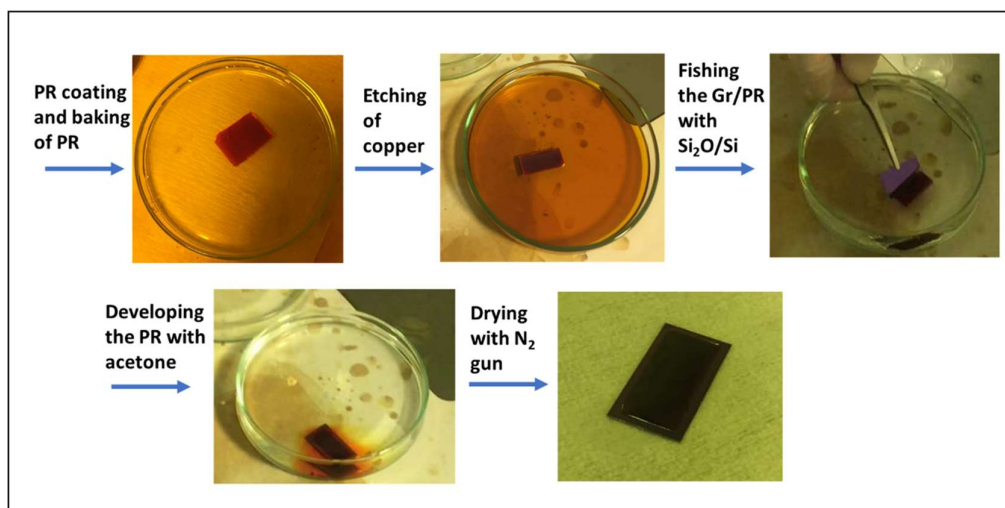 PR coating
and baking
of PR
Etching
of
copper
Fishing
the Gr/PR
with
Si₂O/Si
Developing
the PR with
acetone
Drying
with N₂
gun